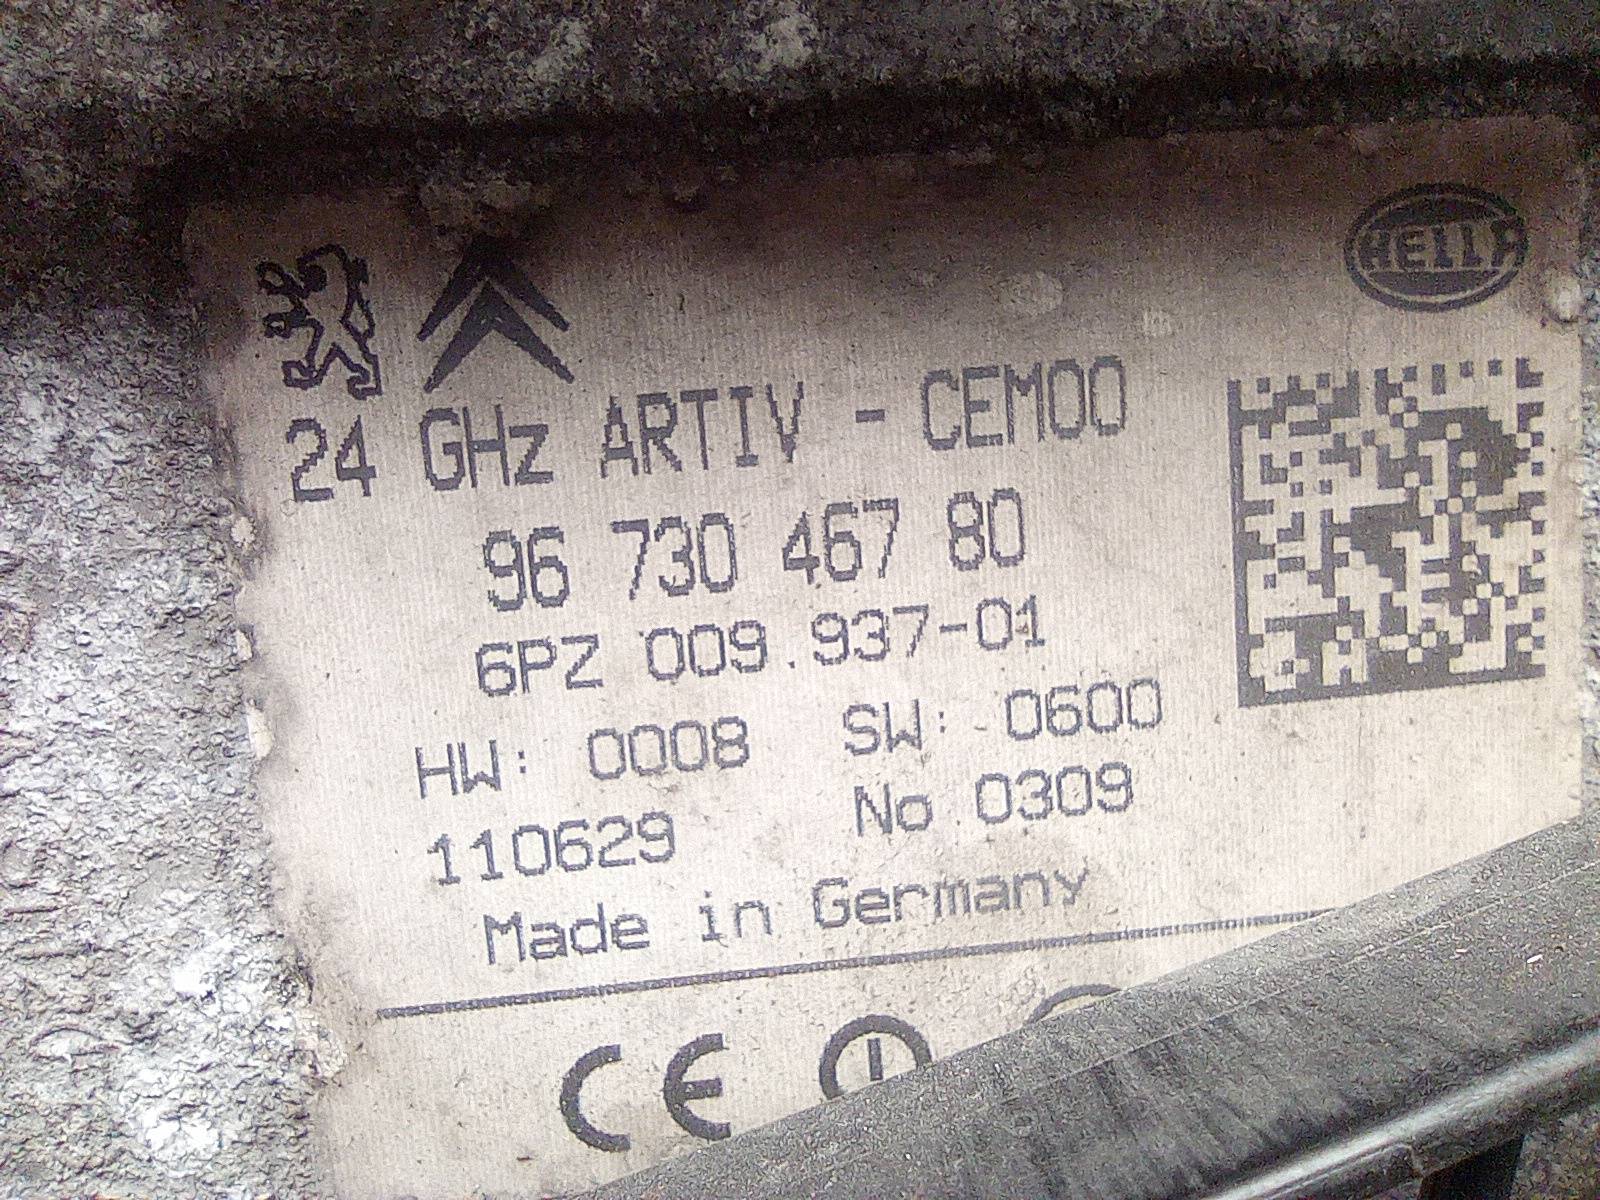 HELLA
24 GHz ARTIV - CEM00
96 730 467 80
6PZ 009.937-01
HW: 0008 SW: 0600
110629 No 0309
Made in Germany
CE